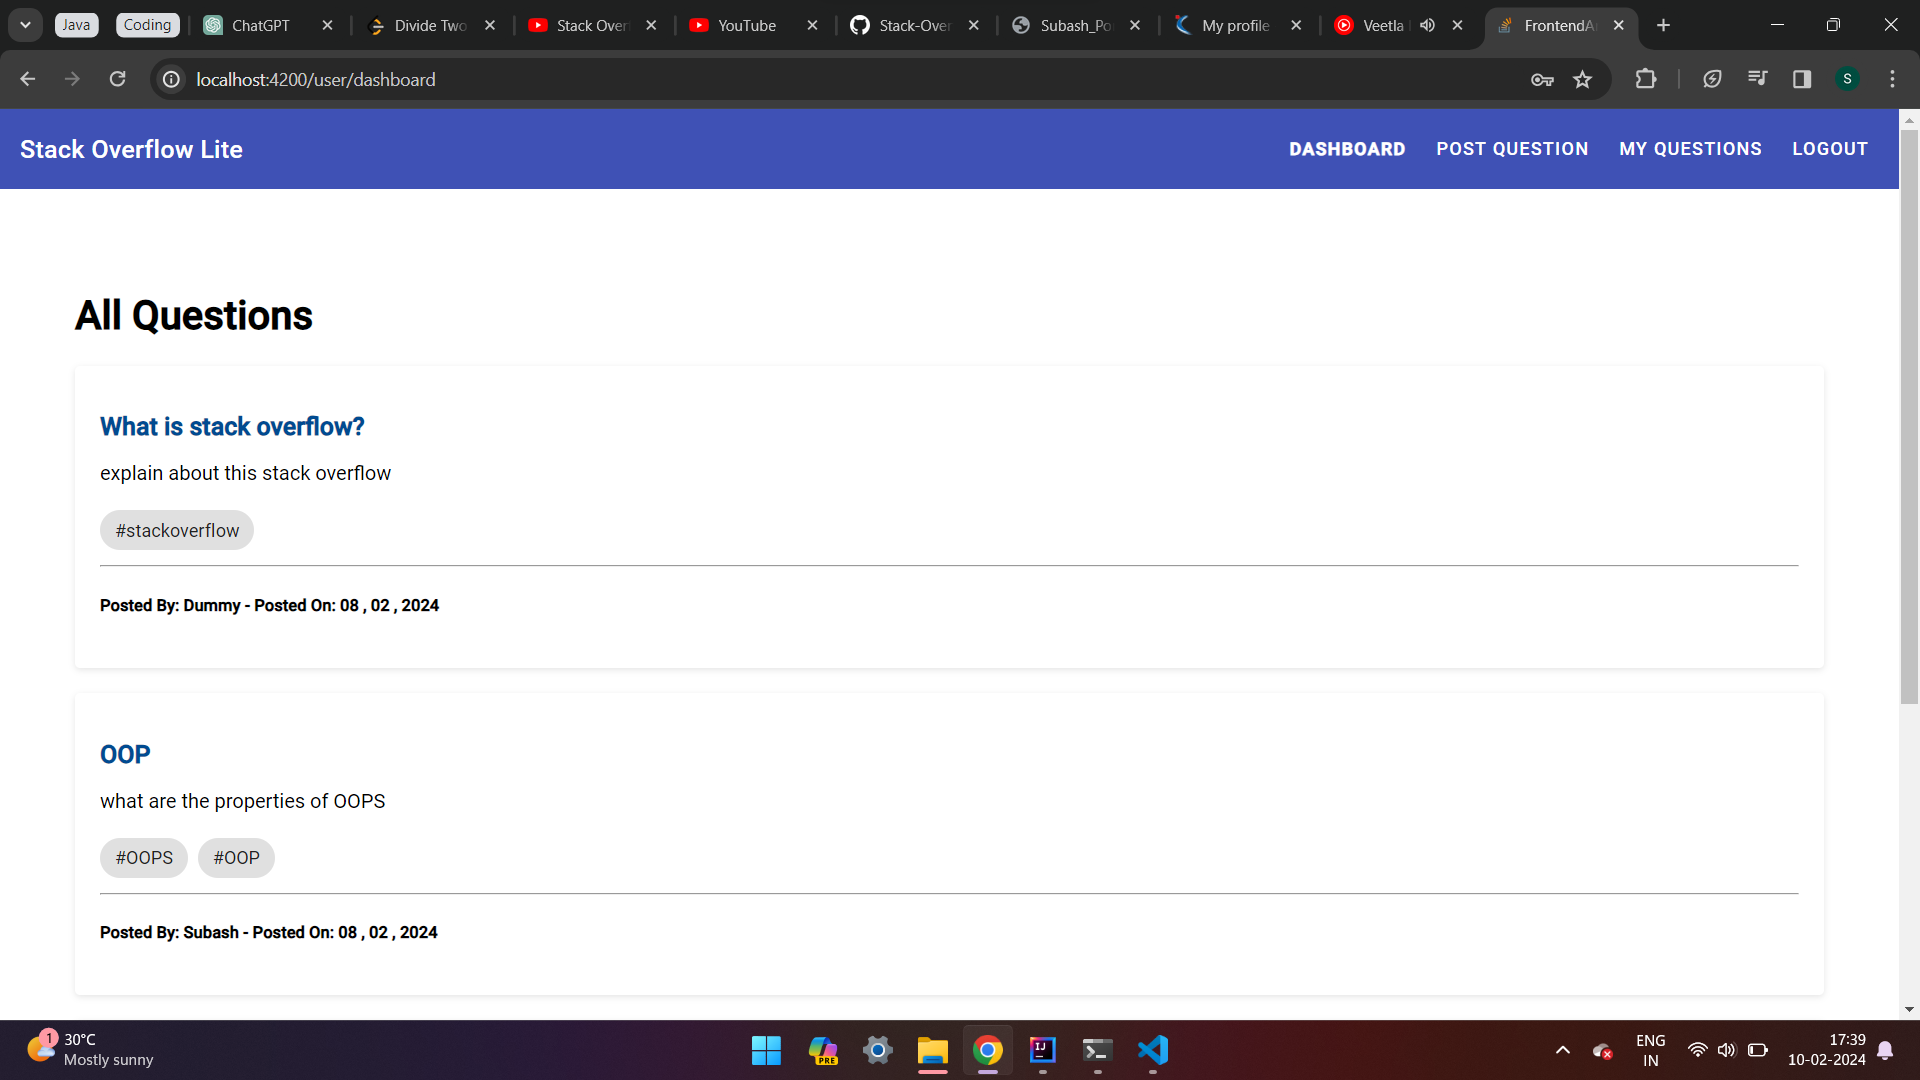 Java Coding ChatGPT Divide Two Stack Over YouTube Stack-Over Subash_Po My profile Veetla FrontendA
localhost:4200/user/dashboard
S
Stack Overflow Lite DASHBOARD POST QUESTION MY QUESTIONS LOGOUT
All Questions
What is stack overflow?
explain about this stack overflow
#stackoverflow
Posted By: Dummy - Posted On: 08 , 02 , 2024
OOP
what are the properties of OOPS
#OOPS #OOP
Posted By: Subash - Posted On: 08 , 02 , 2024
1
30°C
Mostly sunny
PRE
IJ
ENG
IN
17:39
10-02-2024